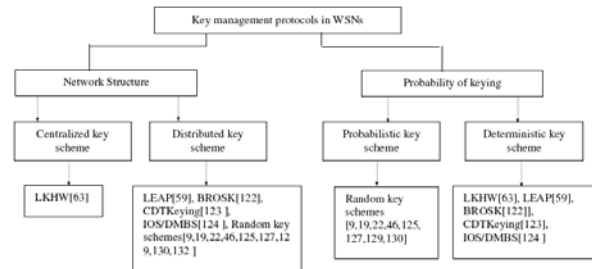 Key management protocols in WSNs
Network Structure
Probability of keying
Centralized key
scheme
Distributed key
scheme
Probabilistic key
scheme
Deterministic key
scheme
LKHW[63]
LEAP[59], BROSK[122],
CDTKeying[123 ],
IOS/DMBS[124 ], Random key
schemes[9,19,22,46,125,127,12
9,130,132 ]
Random key
schemes
[9,19,22,46,125,
127,129,130]
LKHW[63], LEAP[59],
BROSK[122]],
CDTKeying[123],
IOS/DMBS[124 ]